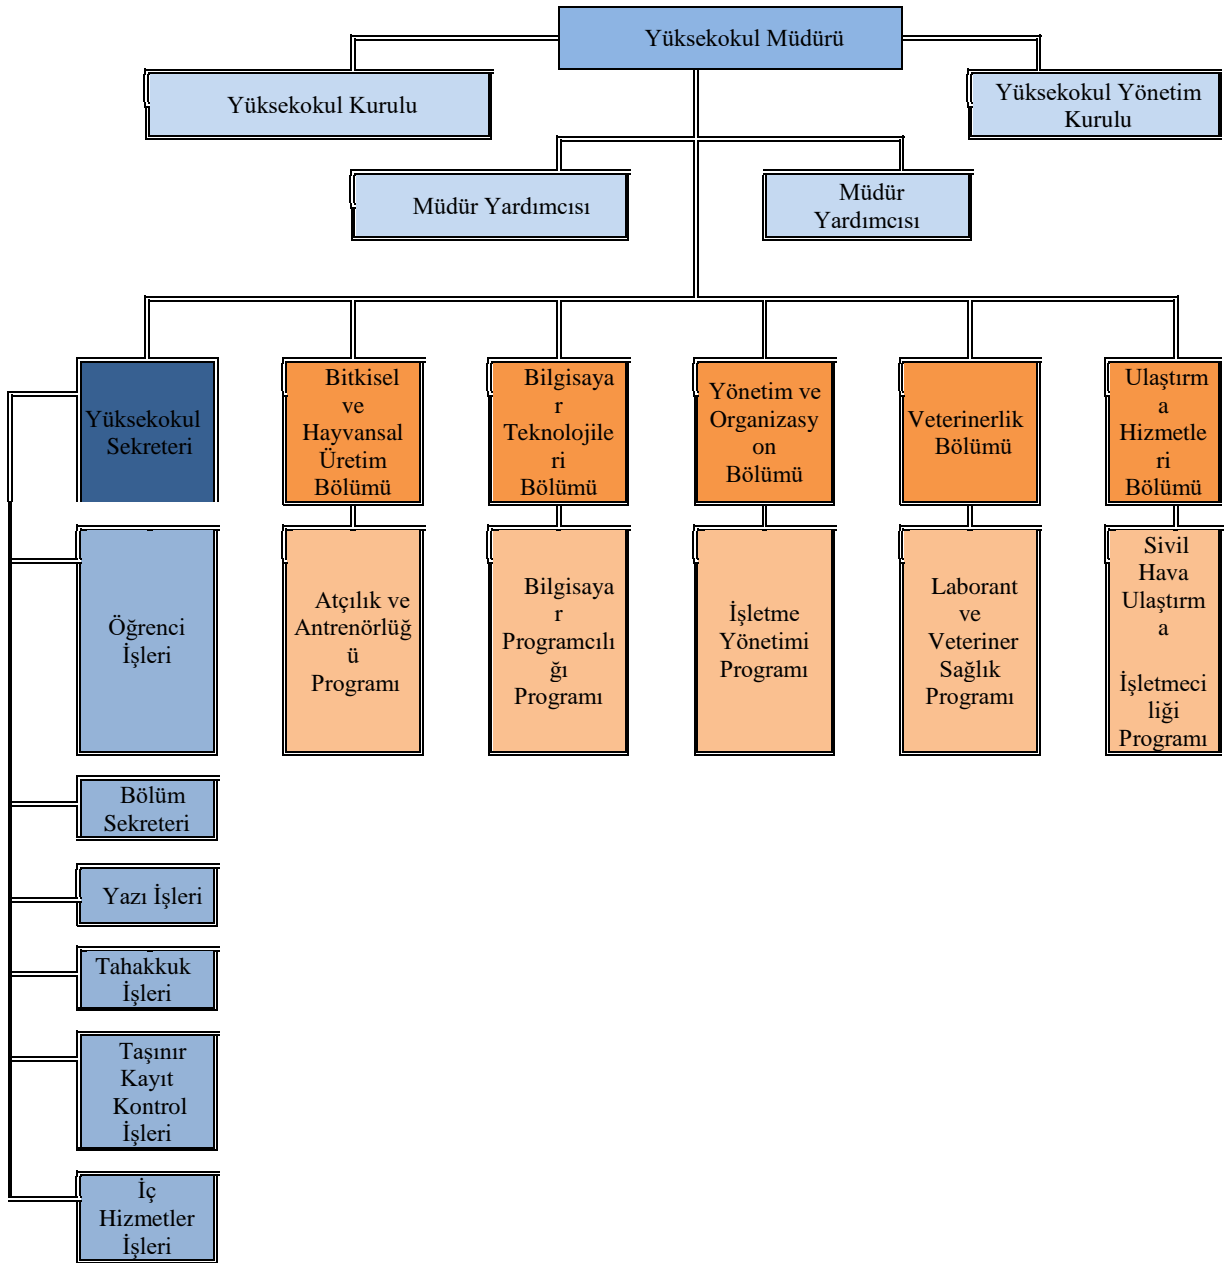 Yüksekokul Müdürü
Yüksekokul Kurulu
Yüksekokul Yönetim
Kurulu
Müdür Yardımcısı
Müdür
Yardımcısı
Yüksekokul
Sekreteri
Bitkisel
ve
Hayvansal
Üretim
Bölümü
Bilgisaya
r
Teknolojile
ri
Bölümü
Yönetim ve
Organizasy
on
Bölümü
Veterinerlik
Bölümü
Ulaştırm
a
Hizmetle
ri
Bölümü
Öğrenci
İşleri
Atçılık ve
Antrenörlüğ
ü
Programı
Bilgisaya
r
Programcılı
ğı
Programı
İşletme
Yönetimi
Programı
Laborant
ve
Veteriner
Sağlık
Programı
Sivil
Hava
Ulaştırm
a
İşletmeci
liği
Programı
Bölüm
Sekreteri
Yazı İşleri
Tahakkuk
İşleri
Taşınır
Kayıt
Kontrol
İşleri
İç
Hizmetler
İşleri